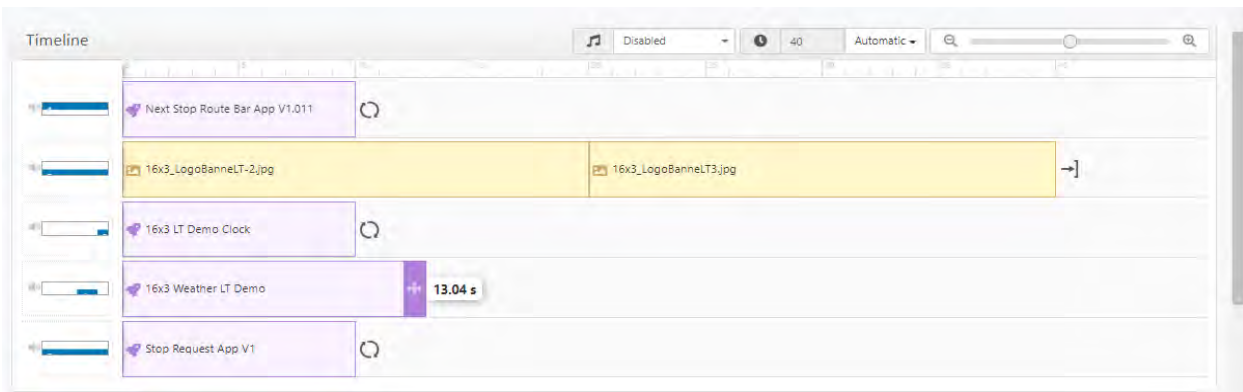 Timeline
Disabled
40
Automatic
Next Stop Route Bar App V1.011
16x3_LogoBanneLT-2.jpg
16x3_LogoBanneLT3.jpg
16x3 LT Demo Clock
16x3 Weather LT Demo
13.04 s
Stop Request App V1